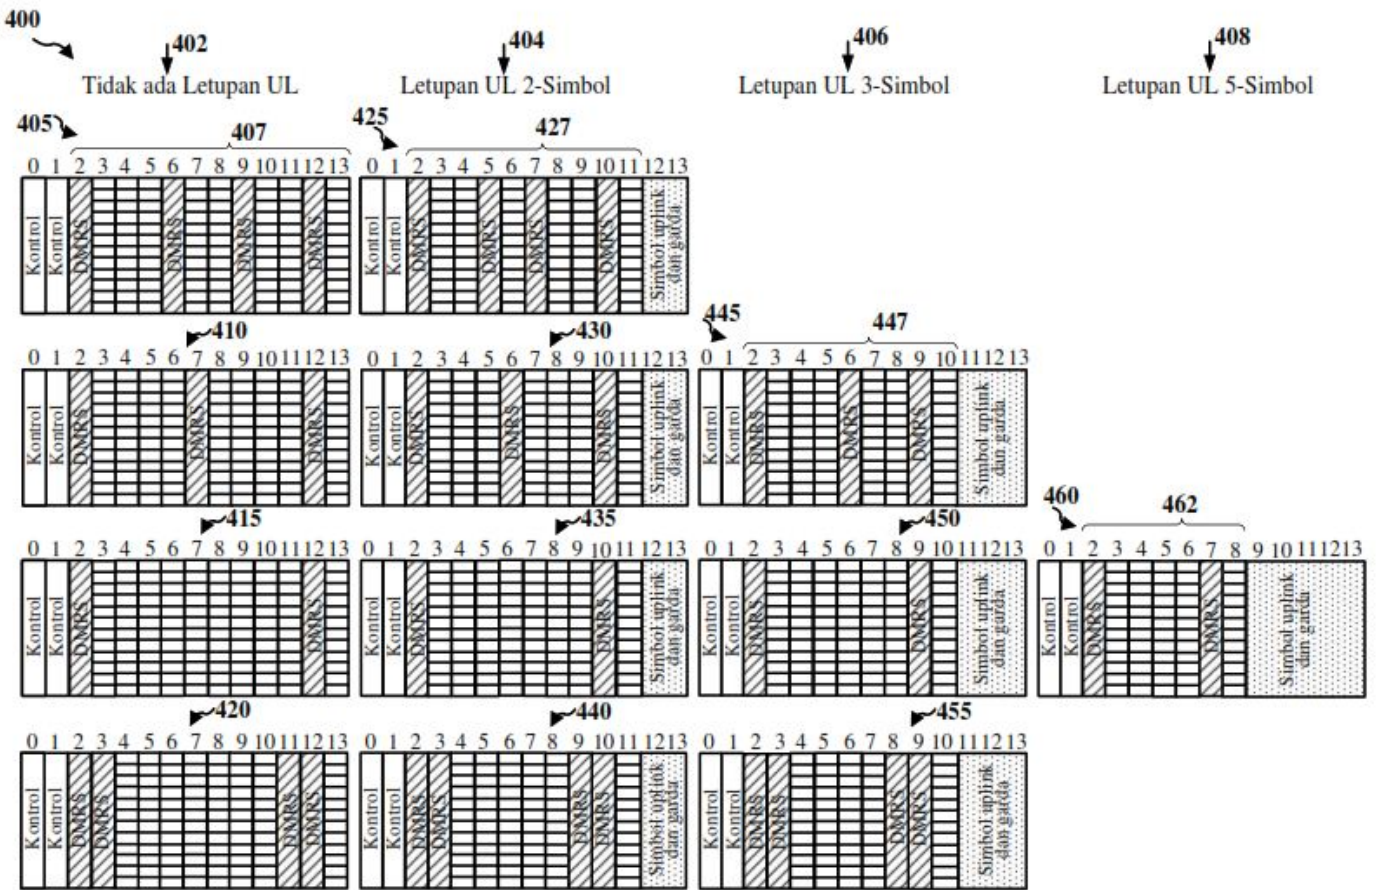 400
402
404
406
408
Tidak ada Letupan UL
Letupan UL 2-Simbol
Letupan UL 3-Simbol
Letupan UL 5-Simbol
405
407
425
427
0 1 2 3 4 5 6 7 8 9 10 11 12 13
0 1 2 3 4 5 6 7 8 9 10 11 12 13
Kontrol
Kontrol
DMRS
DMRS
DMRS
DMRS
Kontrol
Kontrol
DMRS
DMRS
DMRS
DMRS
Simbol uplink
dan garda
410
430
445
447
0 1 2 3 4 5 6 7 8 9 10 11 12 13
0 1 2 3 4 5 6 7 8 9 10 11 12 13
0 1 2 3 4 5 6 7 8 9 10 11 12 13
Kontrol
Kontrol
DMRS
DMRS
DMRS
Kontrol
Kontrol
DMRS
DMRS
DMRS
Simbol uplink
dan garda
Kontrol
Kontrol
DMRS
DMRS
DMRS
Simbol uplink
dan garda
415
435
450
460
462
0 1 2 3 4 5 6 7 8 9 10 11 12 13
0 1 2 3 4 5 6 7 8 9 10 11 12 13
0 1 2 3 4 5 6 7 8 9 10 11 12 13
0 1 2 3 4 5 6 7 8 9 10 11 12 13
Kontrol
Kontrol
DMRS
DMRS
Kontrol
Kontrol
DMRS
DMRS
Simbol uplink
dan garda
Kontrol
Kontrol
DMRS
DMRS
Simbol uplink
dan garda
Kontrol
Kontrol
DMRS
DMRS
Simbol uplink
dan garda
420
440
455
0 1 2 3 4 5 6 7 8 9 10 11 12 13
0 1 2 3 4 5 6 7 8 9 10 11 12 13
0 1 2 3 4 5 6 7 8 9 10 11 12 13
Kontrol
Kontrol
DMRS
DMRS
DMRS
DMRS
Kontrol
Kontrol
DMRS
DMRS
DMRS
DMRS
Simbol uplink
dan garda
Kontrol
Kontrol
DMRS
DMRS
DMRS
DMRS
Simbol uplink
dan garda